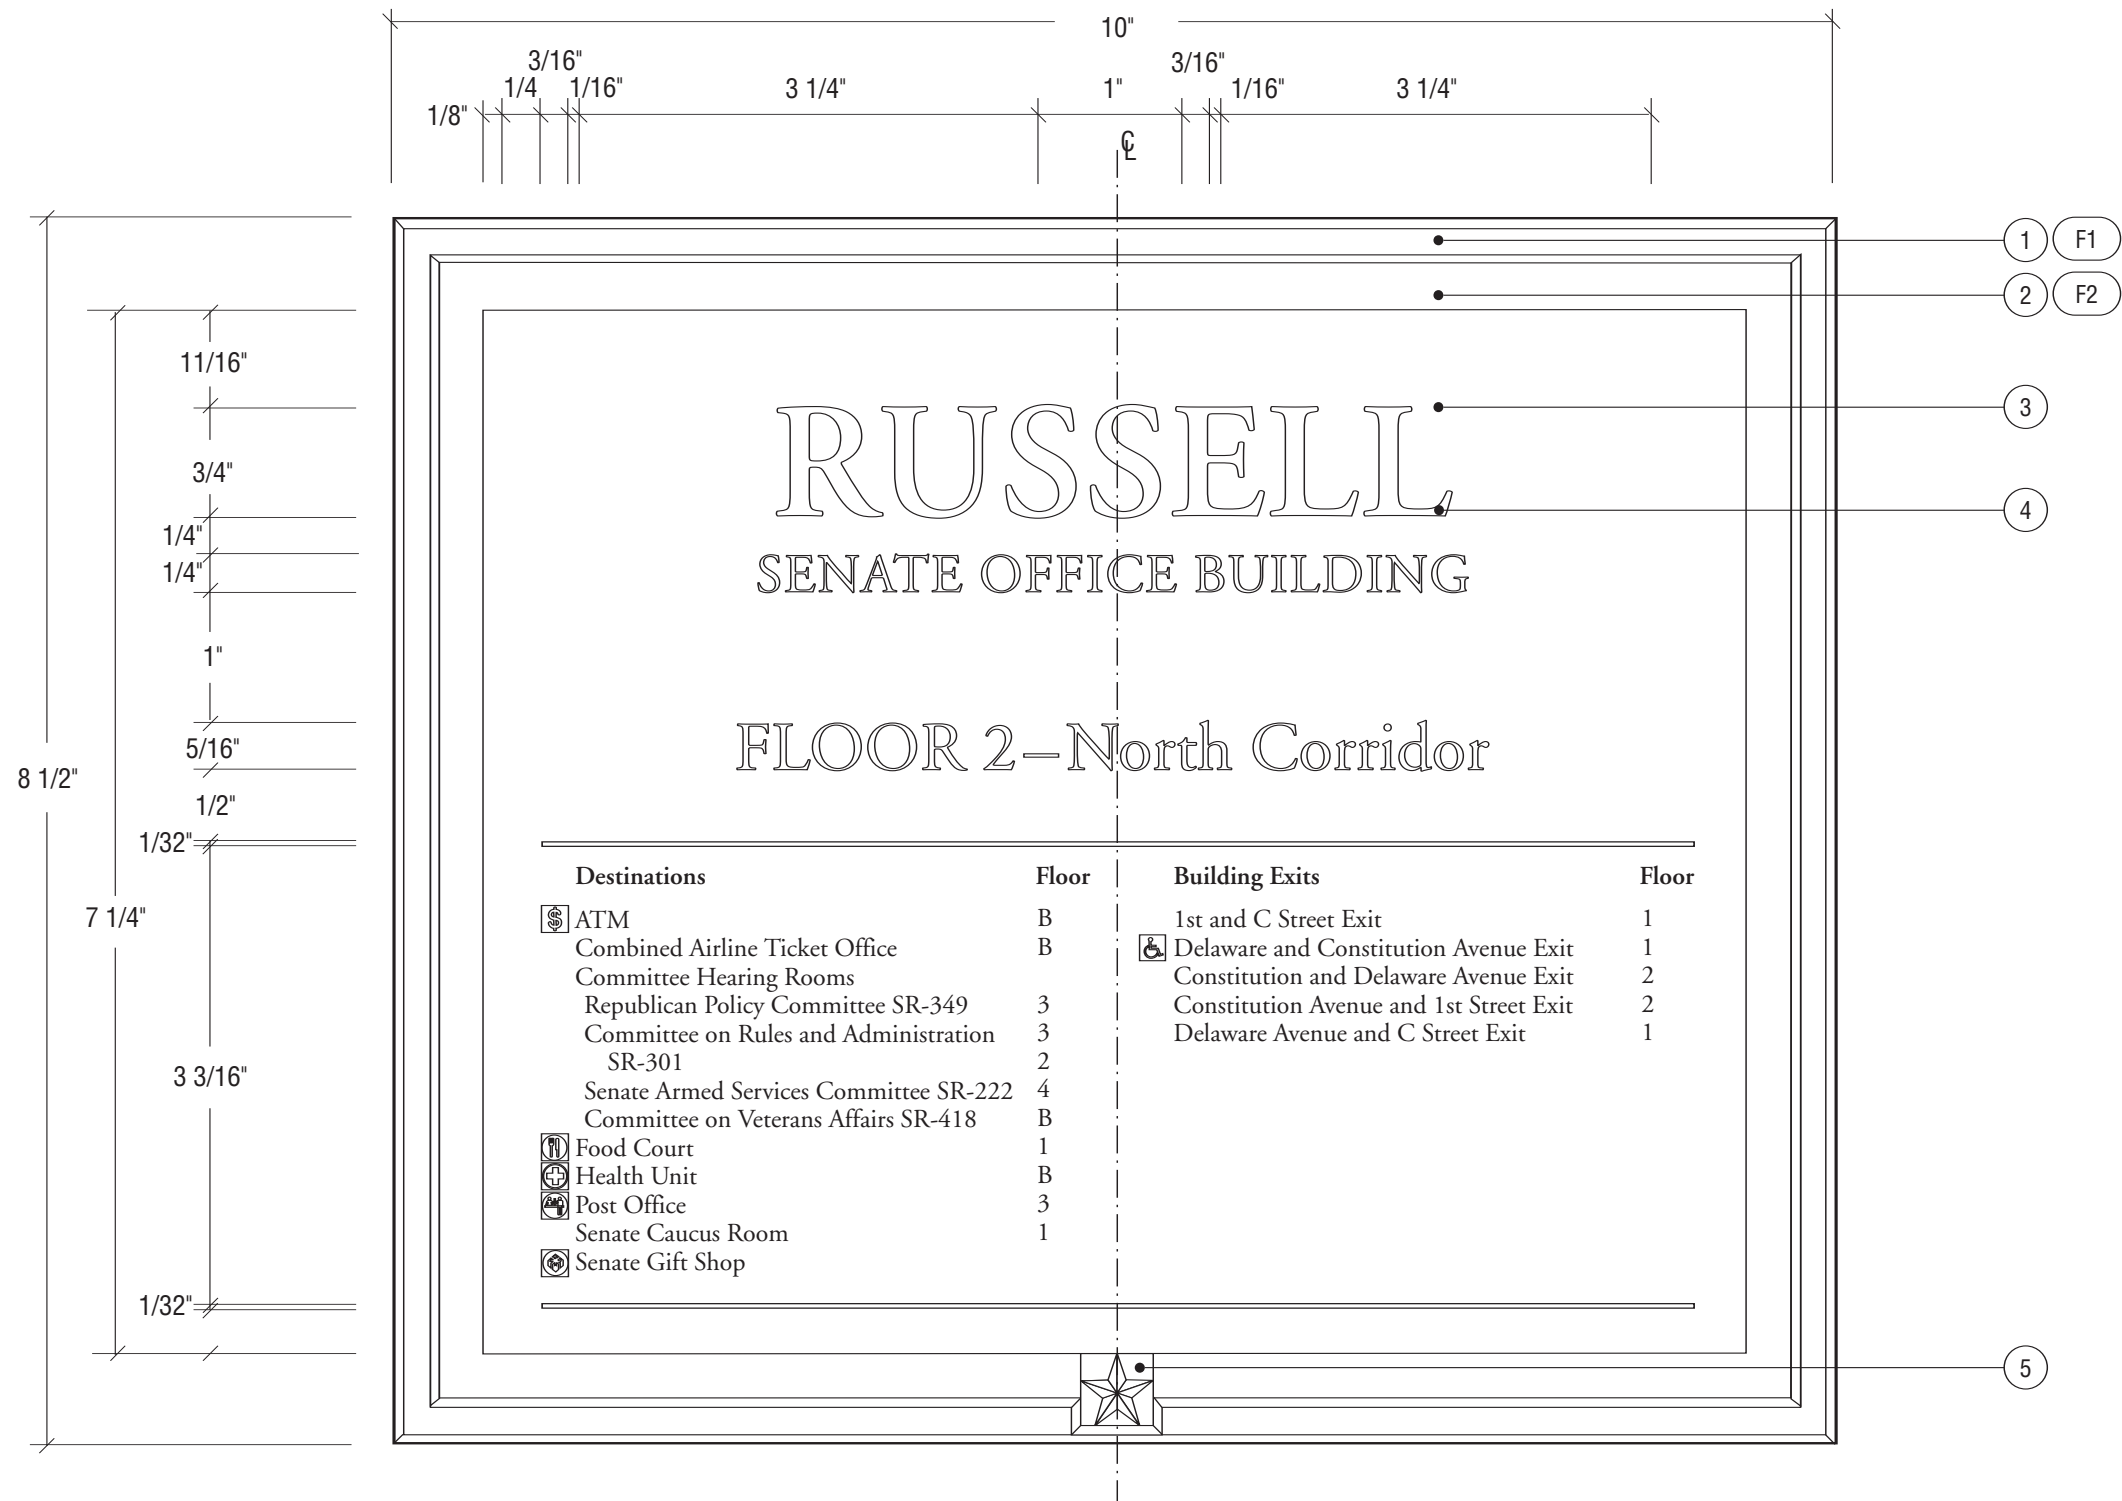 10"
3/16" 3/16"
1/4 1/16" 3 1/4" 1" 1/16" 3 1/4"
1/8"
CL
1 F1
2 F2
11/16"
3
RUSSELL
3/4"
4
1/4"
SENATE OFFICE BUILDING
1/4"
1"
FLOOR 2–North Corridor
5/16"
8 1/2"
1/2"
1/32"
Destinations Floor Building Exits Floor
7 1/4"
$ ATM B 1st and C Street Exit 1
Combined Airline Ticket Office B Delaware and Constitution Avenue Exit 1
Committee Hearing Rooms Constitution and Delaware Avenue Exit 2
Republican Policy Committee SR-349 3 Constitution Avenue and 1st Street Exit 2
Committee on Rules and Administration 3 Delaware Avenue and C Street Exit 1
SR-301 2
3 3/16"
Senate Armed Services Committee SR-222 4
Committee on Veterans Affairs SR-418 B
Food Court 1
Health Unit B
Post Office 3
Senate Caucus Room 1
Senate Gift Shop
1/32"
5